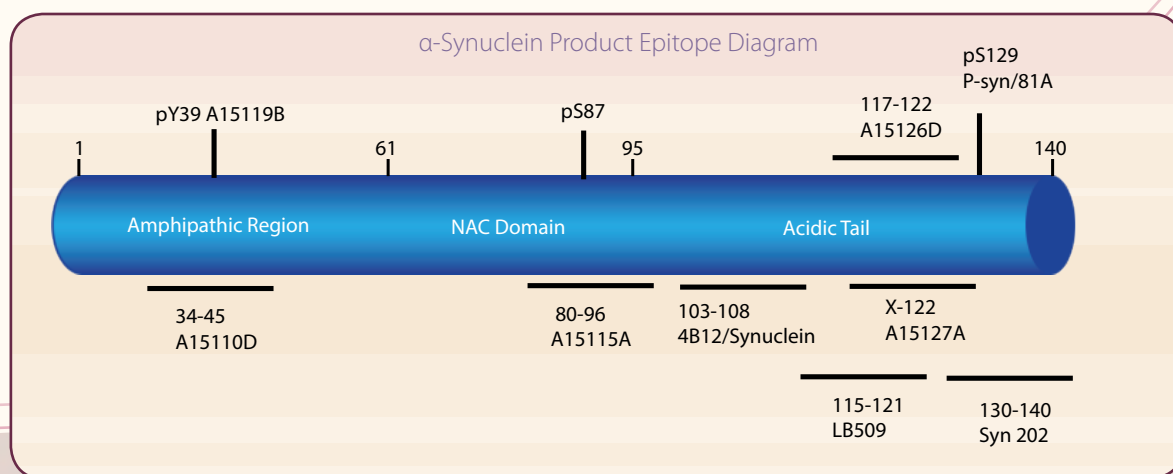 α-Synuclein Product Epitope Diagram
pS129
P-syn/81A
117-122
A15126D
pY39 A15119B
pS87
1
61
95
140
Amphipathic Region
NAC Domain
Acidic Tail
34-45
A15110D
80-96
A15115A
103-108
4B12/Synuclein
X-122
A15127A
115-121
LB509
130-140
Syn 202